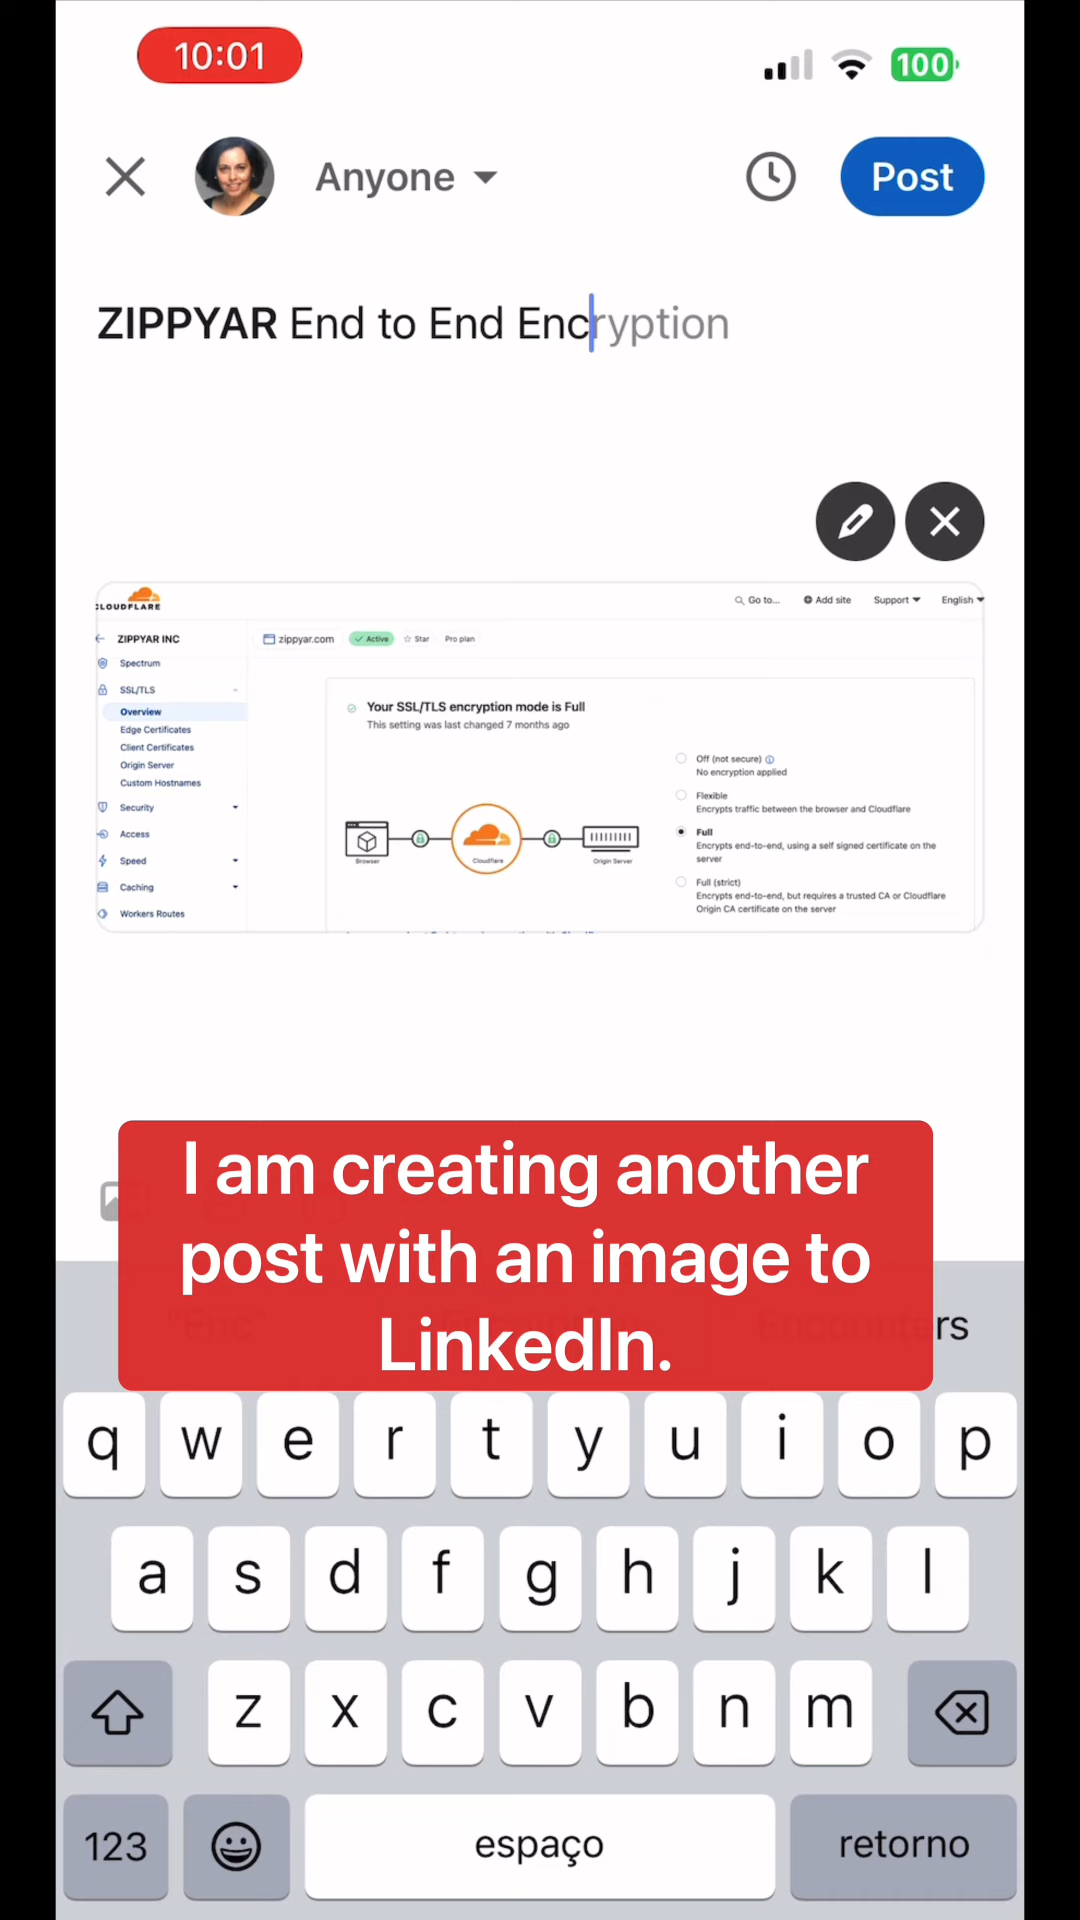 10:01
100
Anyone
Post
ZIPPYAR End to End Encryption
CLOUDFLARE
Go to...
Add site
Support
English
ZIPPYAR INC
zippyar.com
Active
Star
Pro plan
Spectrum
SSL/TLS
Overview
Edge Certificates
Client Certificates
Origin Server
Custom Hostnames
Security
Access
Speed
Caching
Workers Routes
Your SSL/TLS encryption mode is Full
This setting was last changed 7 months ago
Browser
Cloudflare
Origin Server
Off (not secure)
No encryption applied
Flexible
Encrypts traffic between the browser and Cloudflare
Full
Encrypts end-to-end, using a self signed certificate on the
server
Full (strict)
Encrypts end-to-end, but requires a trusted CA or Cloudflare
Origin CA certificate on the server
I am creating another
post with an image to
LinkedIn.
"Enc"
Encounters
q w e r t y u i o p
a s d f g h j k l
z x c v b n m
123
espaço
retorno